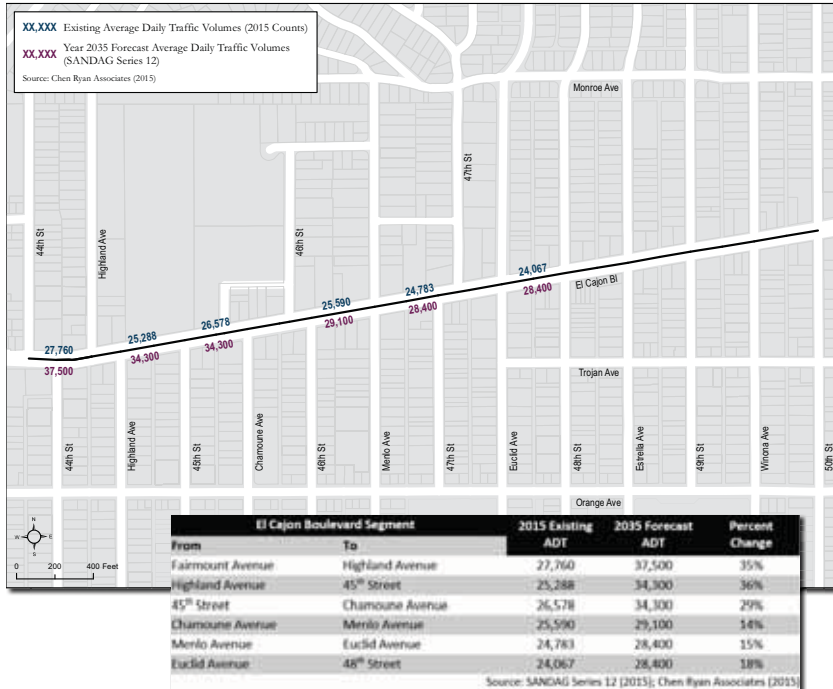 XX,XXX Existing Average Daily Traffic Volumes (2015 Counts)
XX,XXX Year 2035 Forecast Average Daily Traffic Volumes
(SANDAG Series 12)
Source: Chen Ryan Associates (2015)
Monroe Ave
47th St
44th St
Highland Ave
46th St
24,067
El Cajon Bl
28,400
24,783
28,400
25,590
29,100
26,578
34,300
25,288
34,300
27,760
37,500
Trojan Ave
44th St
Highland Ave
45th St
Chamoune Ave
46th St
Menlo Ave
47th St
Euclid Ave
48th St
Estrella Ave
49th St
Winona Ave
50th St
Orange Ave
N
W E
S
0 200 400 Feet
El Cajon Boulevard Segment 2015 Existing ADT 2035 Forecast ADT Percent Change
From To
Fairmount Avenue Highland Avenue 27,760 37,500 35%
Highland Avenue 45th Street 25,288 34,300 36%
45th Street Chamoune Avenue 26,578 34,300 29%
Chamoune Avenue Menlo Avenue 25,590 29,100 14%
Menlo Avenue Euclid Avenue 24,783 28,400 15%
Euclid Avenue 48th Street 24,067 28,400 18%
Source: SANDAG Series 12 (2015); Chen Ryan Associates (2015)